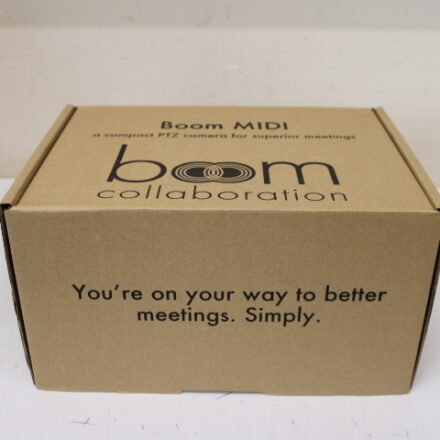 Boom MIDI
a compact PTZ camera for superior meetings
boom
collaboration
You're on your way to better
meetings. Simply.